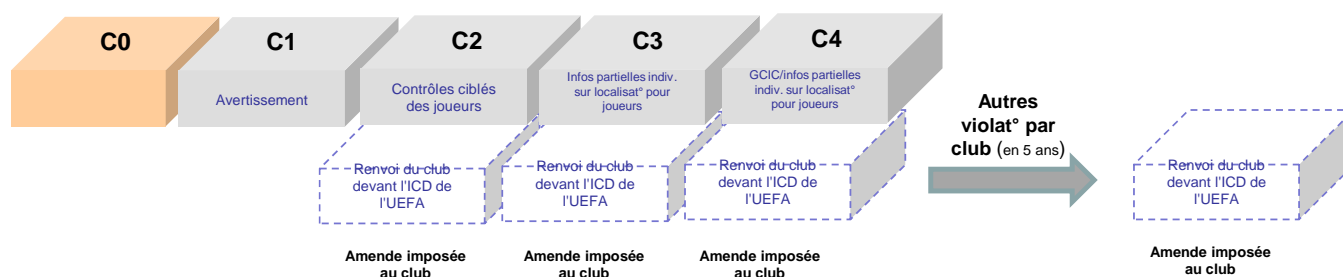 C0
C1
C2
C3
C4
Avertissement
Contrôles ciblés
des joueurs
Infos partielles indiv.
sur localisat° pour
joueurs
GCIC/infos partielles
indiv. sur localisat°
pour joueurs
Renvoi du club
devant l'ICD de
l'UEFA
Renvoi du club
devant l'ICD de
l'UEFA
Renvoi du club
devant l'ICD de
l'UEFA
Autres
violat° par
club (en 5 ans)
Renvoi du club
devant l'ICD de
l'UEFA
Amende imposée
au club
Amende imposée
au club
Amende imposée
au club
Amende imposée
au club